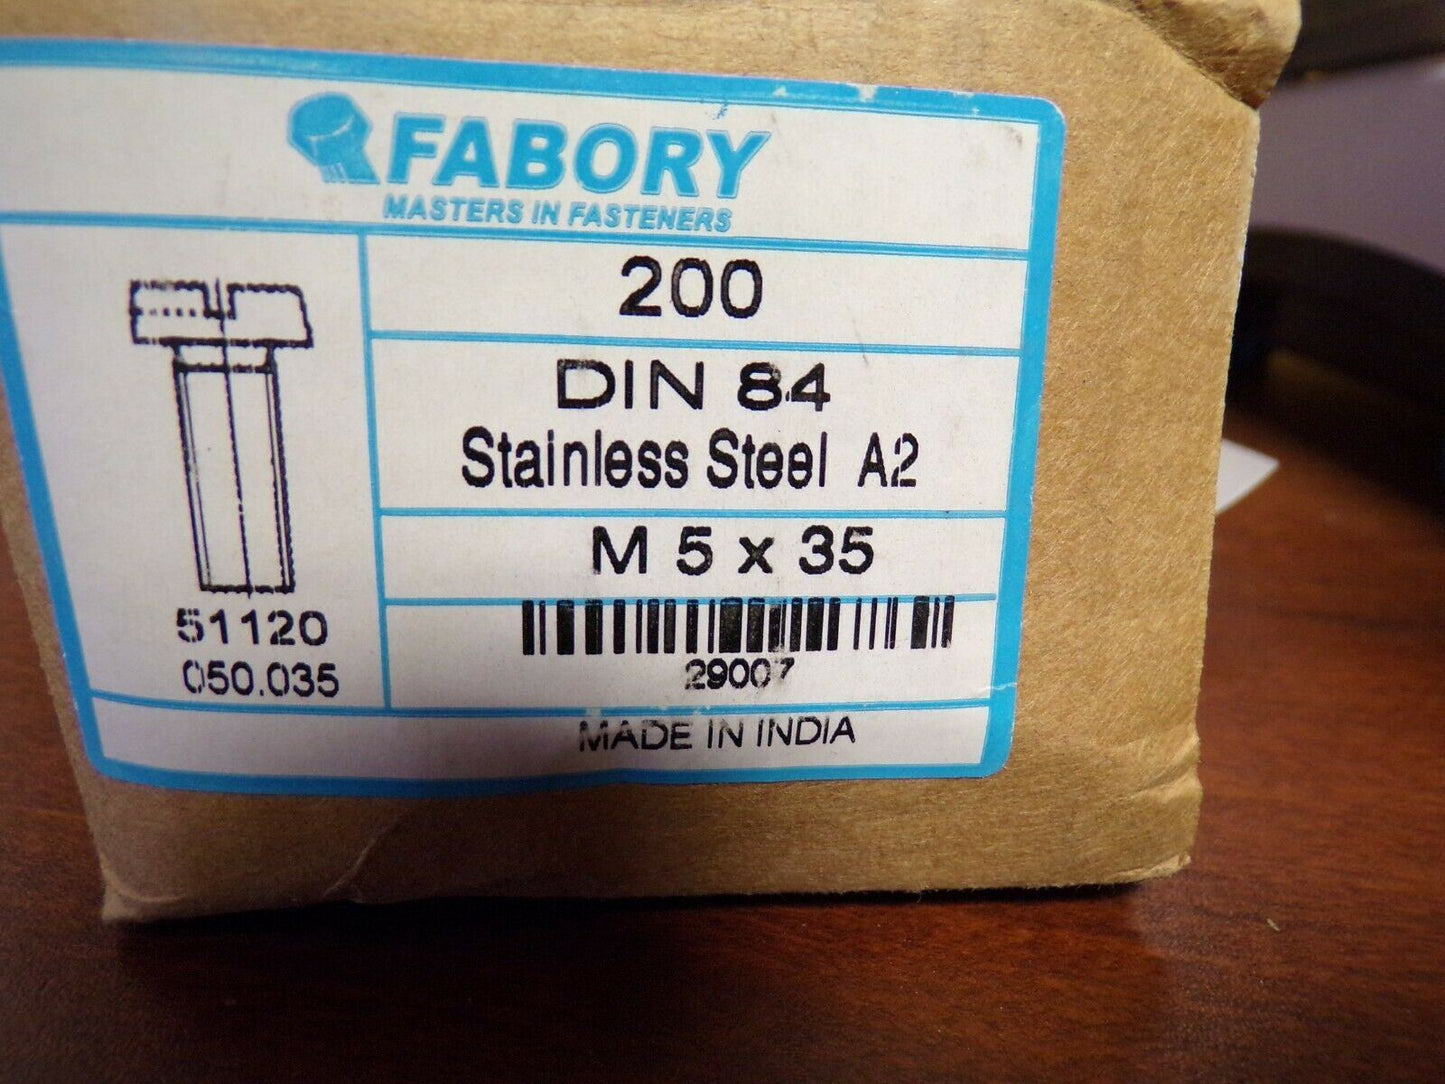 FABORY
MASTERS IN FASTENERS
200
DIN 84
Stainless Steel A2
M 5 x 35
51120
050.035
29007
MADE IN INDIA